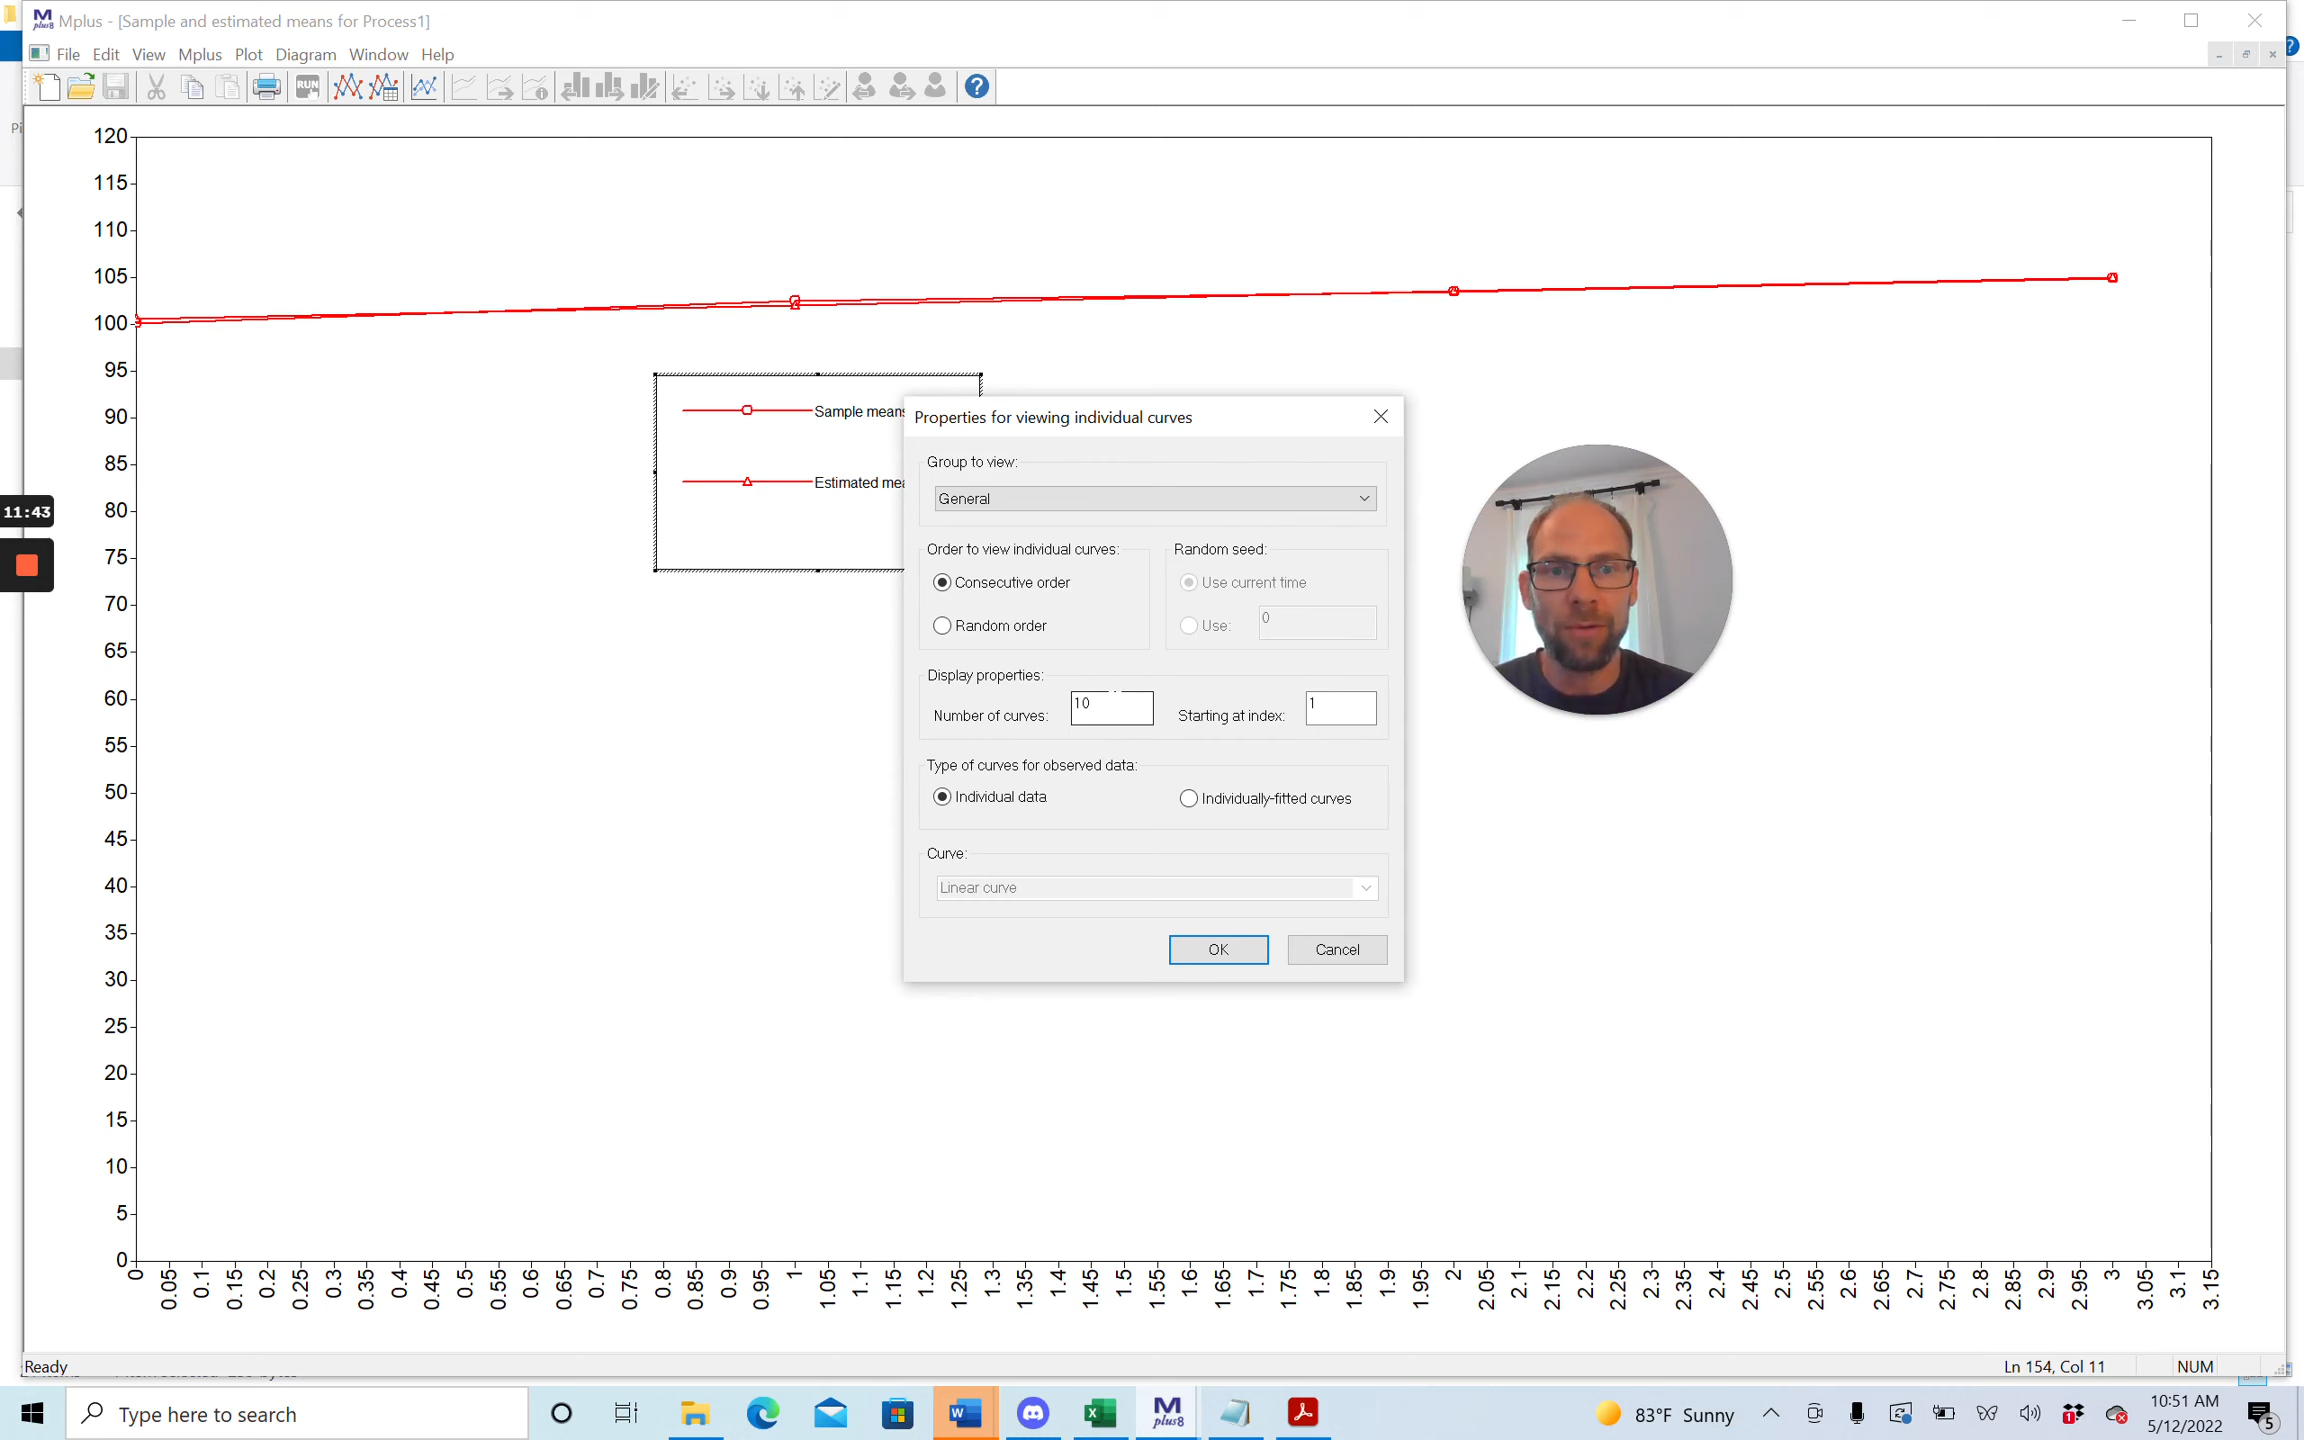 Mplus - [Sample and estimated means for Process1]
File Edit View Mplus Plot Diagram Window Help
RUN
120
115
110
105
100
95
90
85
80
75
70
65
60
55
50
45
40
35
30
25
20
15
10
5
0
Sample means
Estimated mea
Properties for viewing individual curves
Group to view:
General
Order to view individual curves:
Consecutive order
Random order
Random seed:
Use current time
Use: 0
Display properties:
Number of curves: 10
Starting at index: 1
Type of curves for observed data:
Individual data
Individually-fitted curves
Curve:
Linear curve
OK
Cancel
11:43
0 0.05 0.1 0.15 0.2 0.25 0.3 0.35 0.4 0.45 0.5 0.55 0.6 0.65 0.7 0.75 0.8 0.85 0.9 0.95 1 1.05 1.1 1.15 1.2 1.25 1.3 1.35 1.4 1.45 1.5 1.55 1.6 1.65 1.7 1.75 1.8 1.85 1.9 1.95 2 2.05 2.1 2.15 2.2 2.25 2.3 2.35 2.4 2.45 2.5 2.55 2.6 2.65 2.7 2.75 2.8 2.85 2.9 2.95 3 3.05 3.1 3.15
Ready
Ln 154, Col 11
NUM
Type here to search
83°F Sunny
10:51 AM
5/12/2022
5